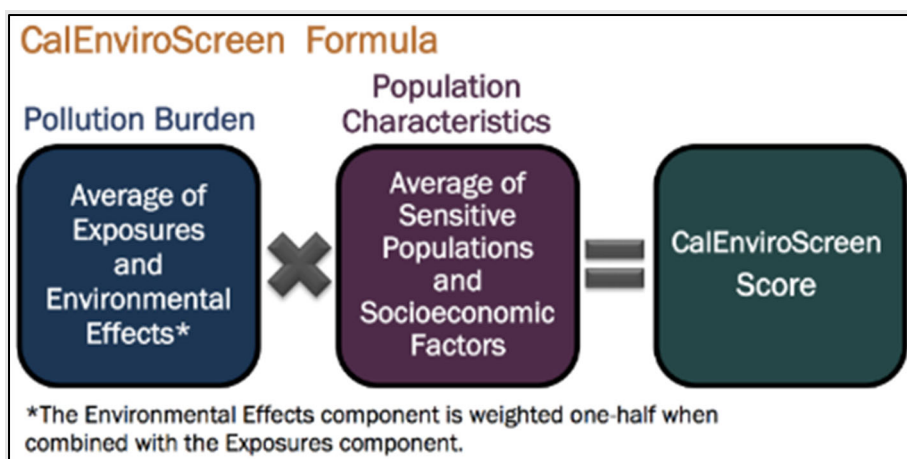 CalEnviroScreen Formula
Pollution Burden
Population
Characteristics
Average of
Exposures
and
Environmental
Effects*
Average of
Sensitive
Populations
and
Socioeconomic
Factors
CalEnviroScreen
Score
*The Environmental Effects component is weighted one-half when
combined with the Exposures component.